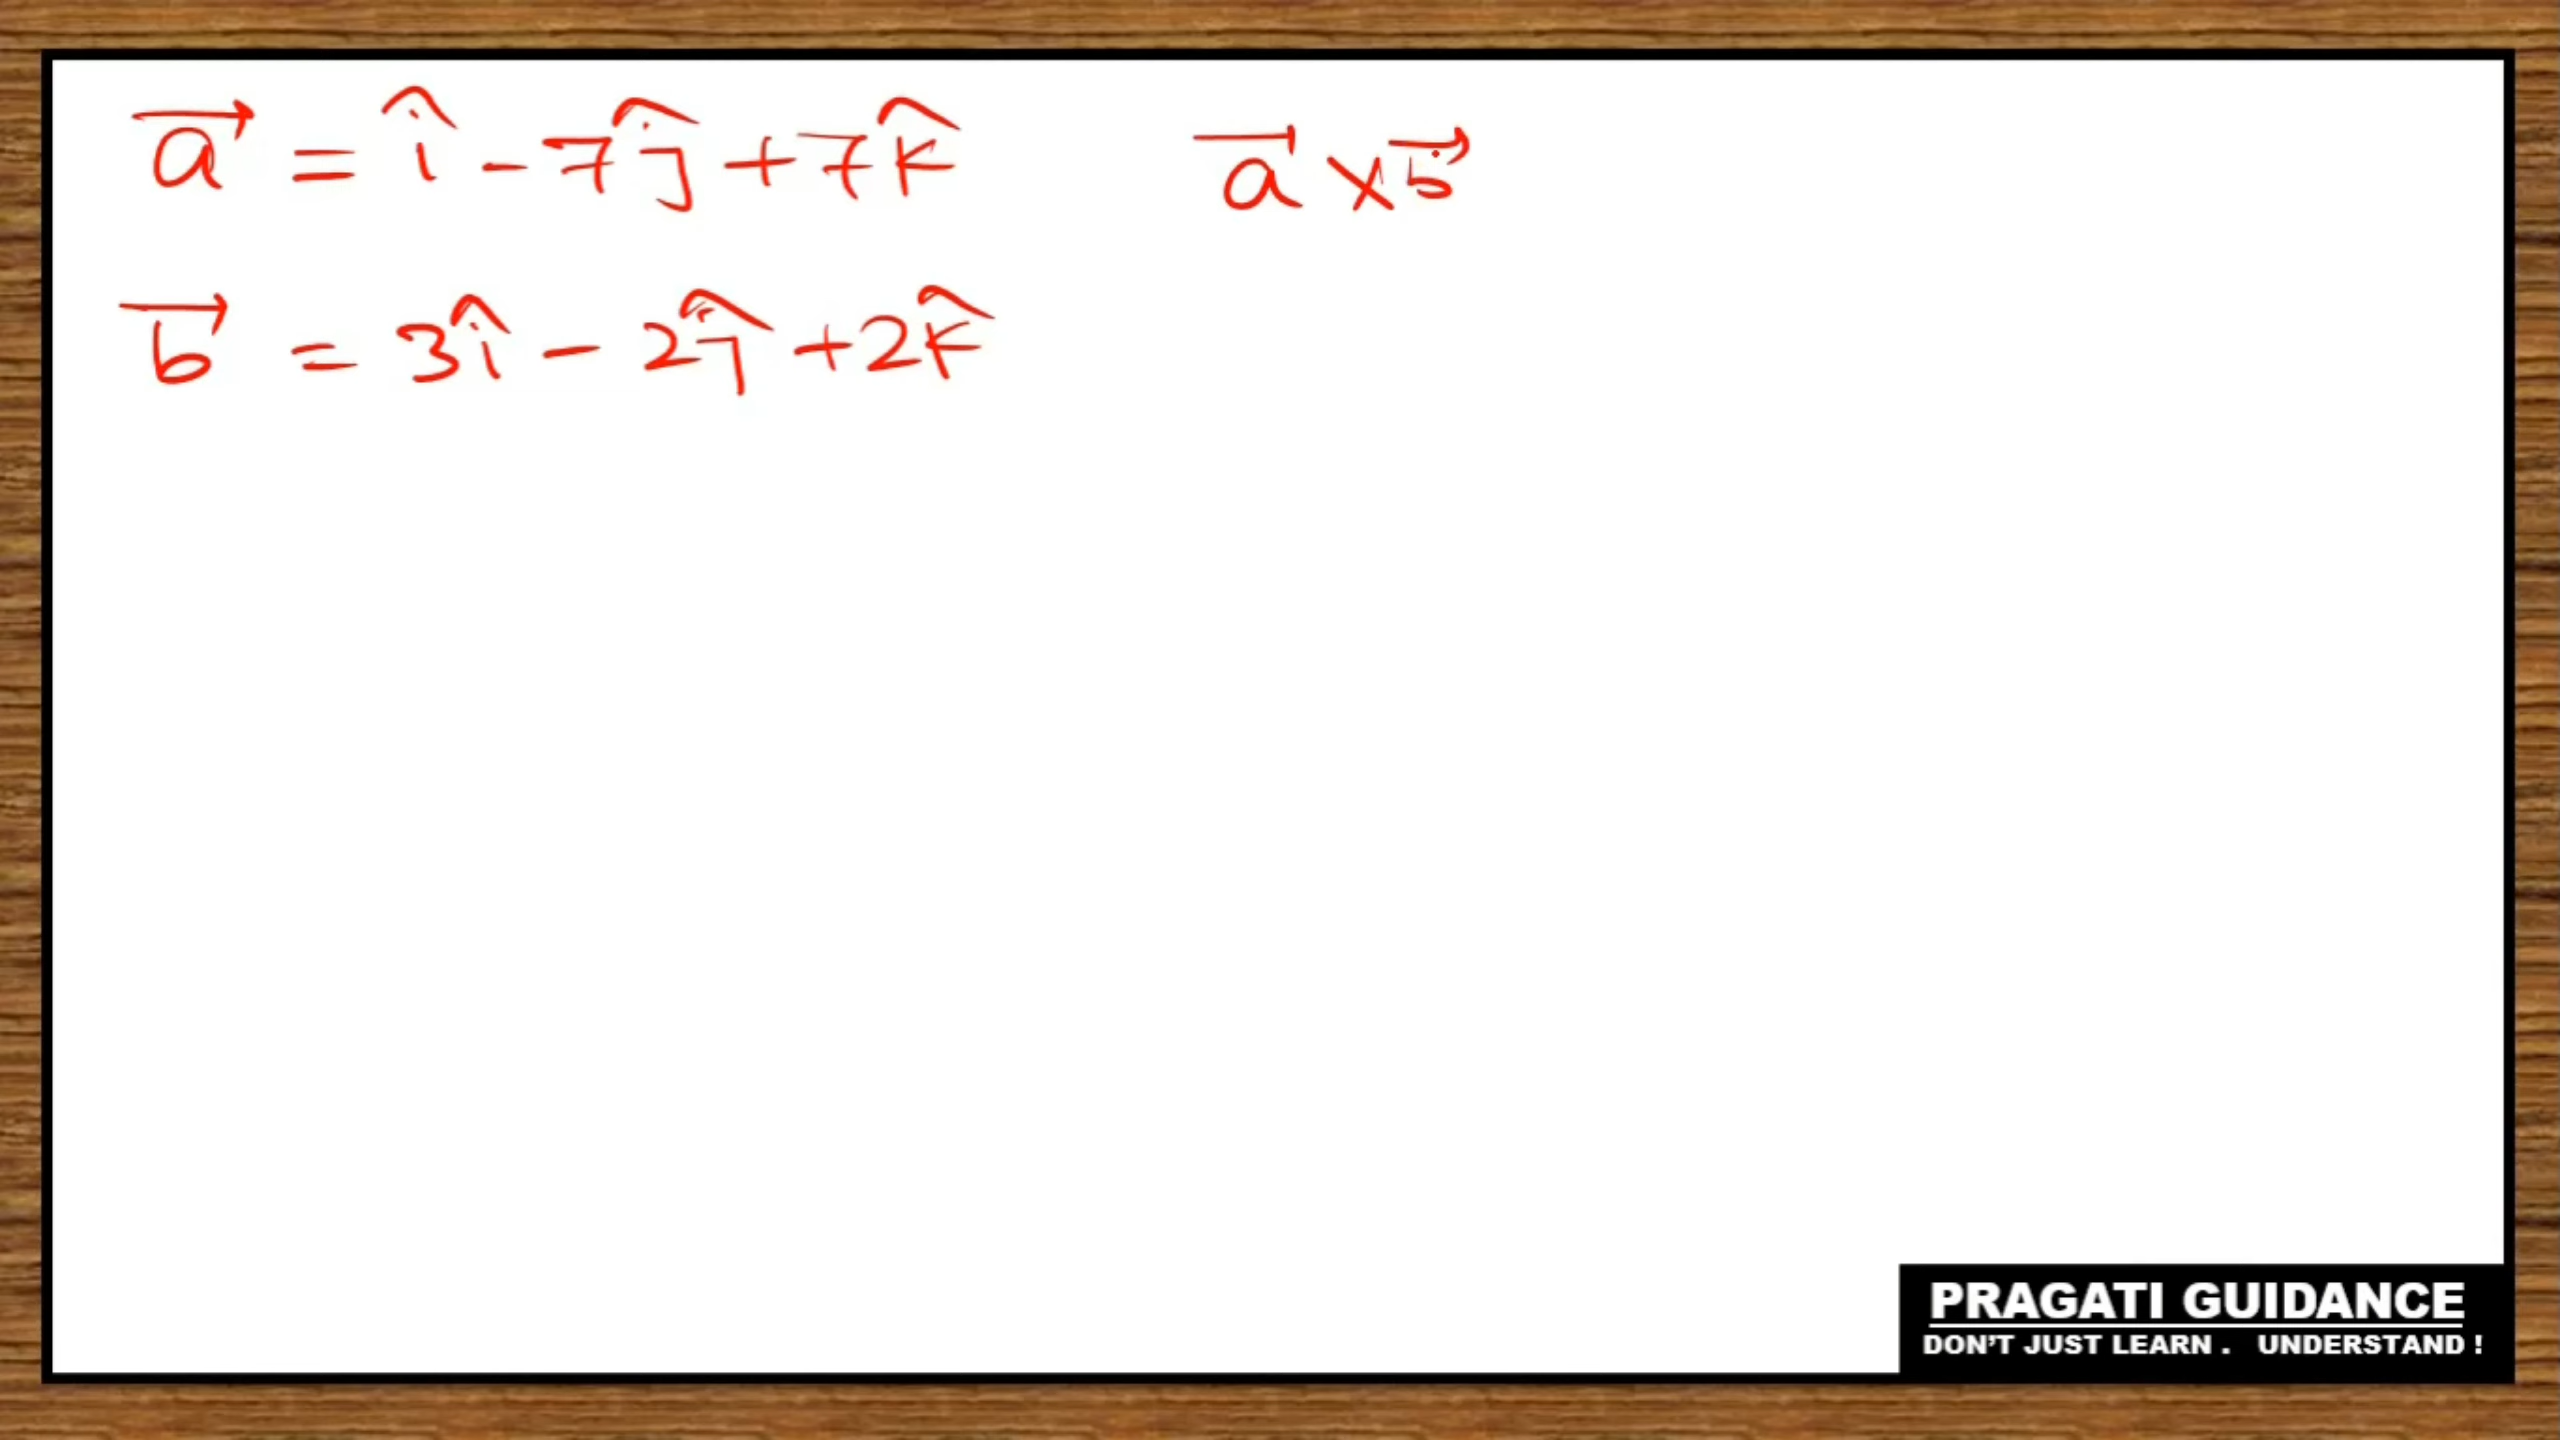 a⃗ = î - 7ĵ + 7k̂
a⃗ × b⃗
b⃗ = 3î - 2ĵ + 2k̂
PRAGATI GUIDANCE
DON'T JUST LEARN . UNDERSTAND !